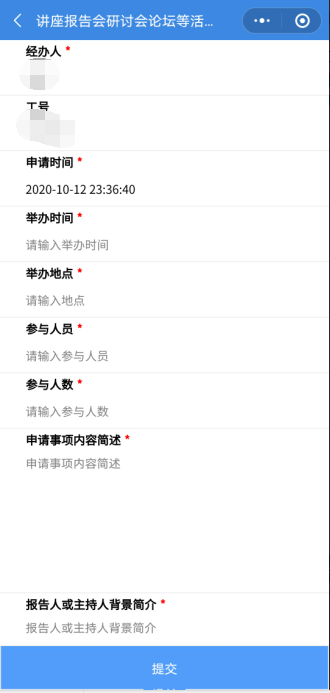 讲座报告会研讨会论坛等活...
经办人 *
工号
申请时间 *
2020-10-12 23:36:40
举办时间 *
请输入举办时间
举办地点 *
请输入地点
参与人员 *
请输入参与人员
参与人数 *
请输入参与人数
申请事项内容简述 *
申请事项内容简述
报告人或主持人背景简介 *
报告人或主持人背景简介
提交